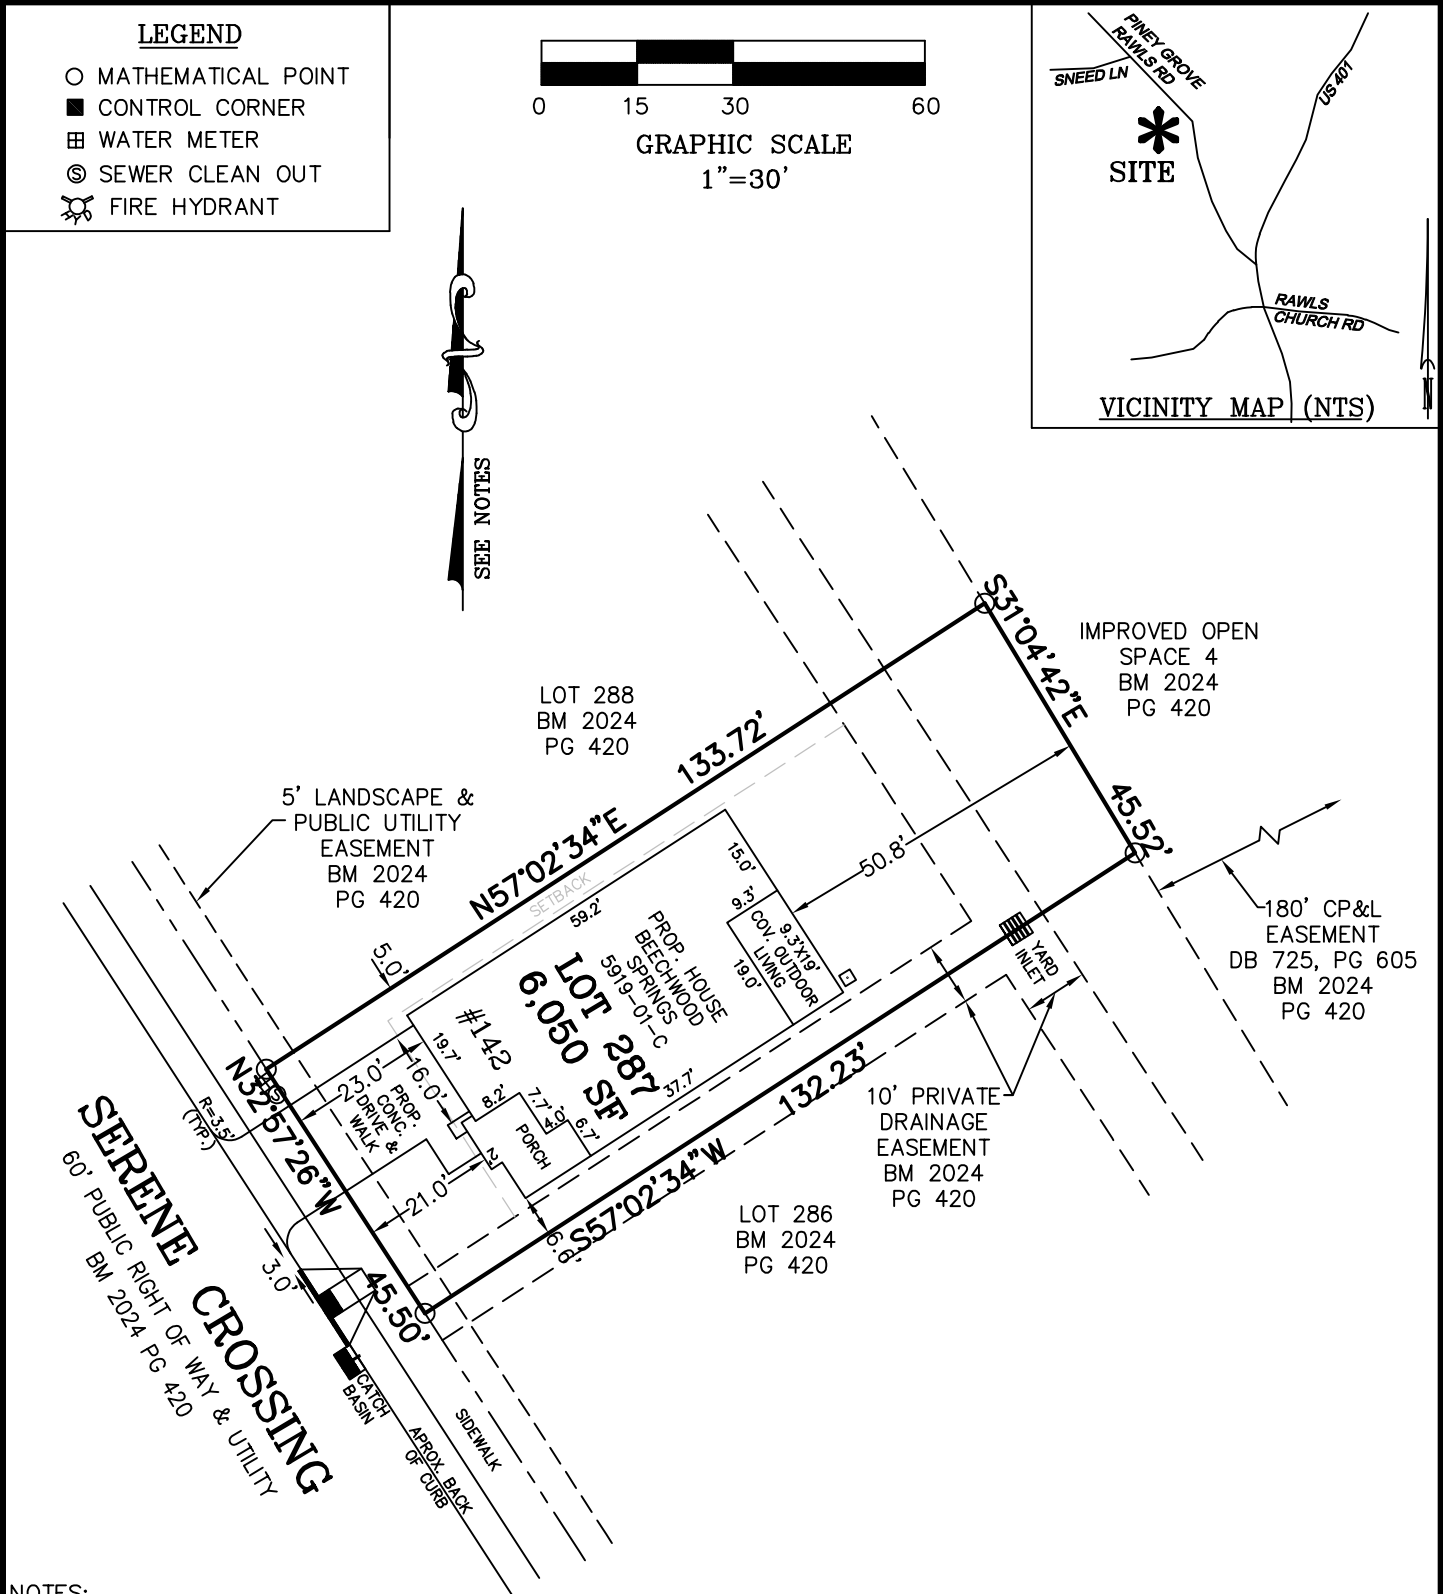 LEGEND
MATHEMATICAL POINT
CONTROL CORNER
WATER METER
S SEWER CLEAN OUT
FIRE HYDRANT
0 15 30 60
GRAPHIC SCALE
1"=30'
PINEY GROVE
RAWLS RD
SNEED LN
US 401
SITE
RAWLS
CHURCH RD
VICINITY MAP (NTS)
N
SEE NOTES
S31°04'42"E
45.52'
IMPROVED OPEN
SPACE 4
BM 2024
PG 420
LOT 288
BM 2024
PG 420
N57°02'34"E
133.72'
5' LANDSCAPE &
PUBLIC UTILITY
EASEMENT
BM 2024
PG 420
SETBACK
59.2'
5.0'
15.0'
9.3'
50.8'
9.3'X19'
COV. OUTDOOR
LIVING
19.0'
PROP. HOUSE
BEECHWOOD
SPRINGS
5919-01-C
LOT 287
6,050 SF
#142
19.7'
16.0'
23.0'
PROP.
CONC.
DRIVE &
WALK
8.2'
7.7'
4.0'
6.7'
PORCH
2'
37.7'
21.0'
6.6'
YARD
INLET
180' CP&L
EASEMENT
DB 725, PG 605
BM 2024
PG 420
10' PRIVATE
DRAINAGE
EASEMENT
BM 2024
PG 420
S57°02'34"W
132.23'
LOT 286
BM 2024
PG 420
N32°57'26"W
45.50'
R=3.5'
(TYP.)
3.0'
SERENE CROSSING
60' PUBLIC RIGHT OF WAY & UTILITY
BM 2024 PG 420
CATCH
BASIN
SIDEWALK
APROX. BACK
OF CURB
NOTES: